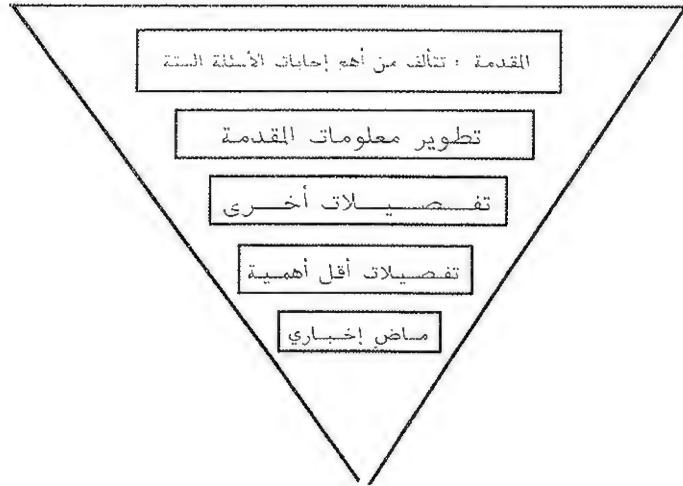 المقدمة : تتألف من أهم إجابات الأسئلة الستة
تطوير معلومات المقدمة
تفصيلات أخرى
تفصيلات أقل أهمية
ماض إخباري